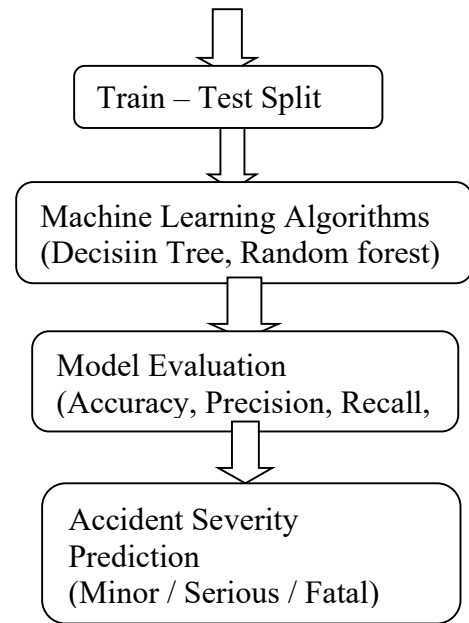 Train – Test Split
Machine Learning Algorithms
(Decisiin Tree, Random forest)
Model Evaluation
(Accuracy, Precision, Recall,
Accident Severity
Prediction
(Minor / Serious / Fatal)